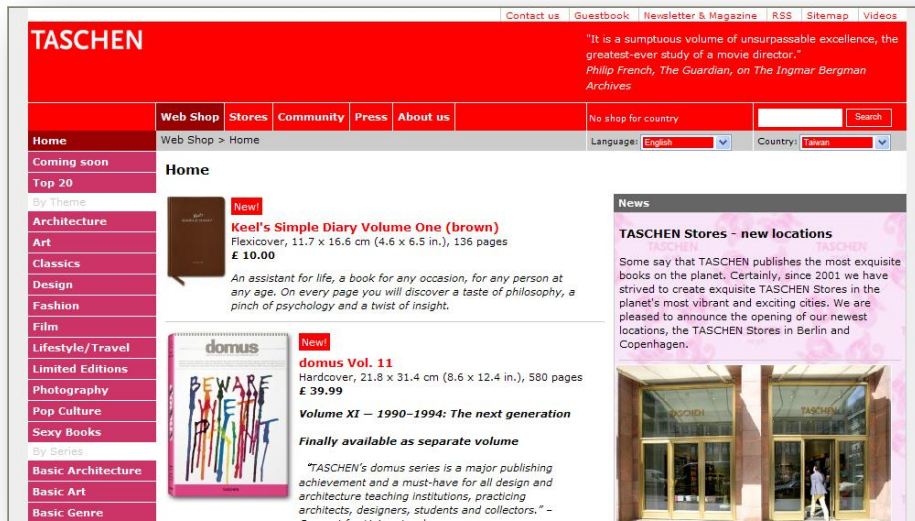 Contact us Guestbook Newsletter & Magazine RSS Sitemap Videos
TASCHEN
"It is a sumptuous volume of unsurpassable excellence, the
greatest-ever study of a movie
director."
Philip French, The Guardian, on The Ingmar Bergman
Archives
Web Shop Stores Community Press About us
No shop for country
Search
Web Shop > Home
Language: English
Country: Taiwan
Home
Coming soon
Top 20
By Theme
Architecture
Art
Classics
Design
Fashion
Film
Lifestyle/Travel
Limited Editions
Photography
Pop Culture
Sexy Books
By Series
Basic Architecture
Basic Art
Basic Genre
Home
New!
Keel's Simple Diary Volume One (brown)
Flexicover, 11.7 x 16.6 cm (4.6 x 6.5 in.), 136 pages
£ 10.00
An assistant for life, a book for any occasion, for any person at
any age. On every page you will discover a taste of philosophy, a
pinch of psychology and a twist of insight.
domus
BEWARE
WET
PAINT
New!
domus Vol. 11
Hardcover, 21.8 x 31.4 cm (8.6 x 12.4 in.), 580 pages
£ 39.99
Volume XI — 1990–1994: The next generation
Finally available as separate volume
"TASCHEN's domus series is a major publishing
achievement and a must-have for all design and
architecture teaching institutions, practicing
architects, designers, students and collectors." –
News
TASCHEN Stores - new locations
TASCHEN TASCHEN
Some say that TASCHEN publishes the most exquisite
books on the planet. Certainly, since 2001 we have
strived to create exquisite TASCHEN Stores in the
planet's most vibrant and exciting cities. We are
pleased to announce the opening of our newest
locations, the TASCHEN Stores in Berlin and
Copenhagen.
TASCHEN TASCHEN